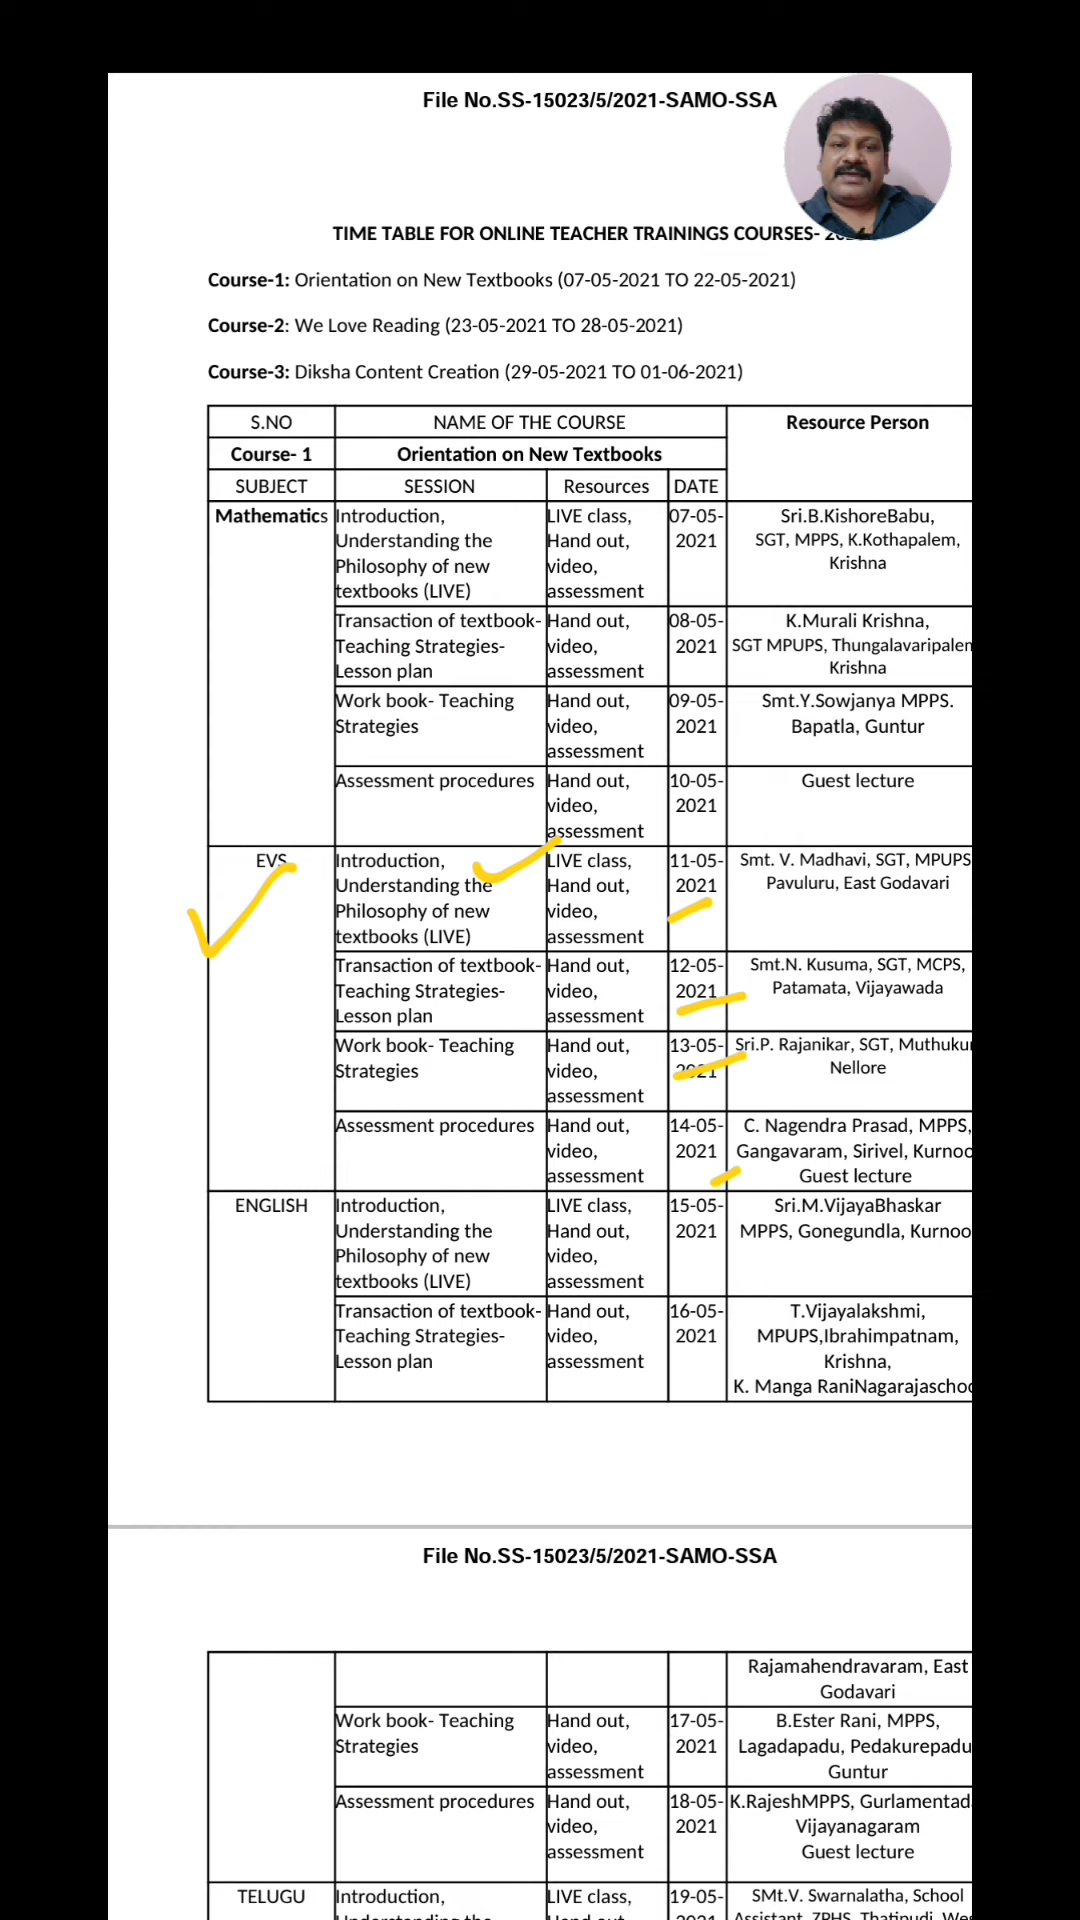 File No.SS-15023/5/2021-SAMO-SSA
TIME TABLE FOR ONLINE TEACHER TRAININGS COURSES-
Course-1: Orientation on New Textbooks (07-05-2021 TO 22-05-2021)
Course-2: We Love Reading (23-05-2021 TO 28-05-2021)
Course-3: Diksha Content Creation (29-05-2021 TO 01-06-2021)
S.NO NAME OF THE COURSE Resource Person
Course- 1 Orientation on New Textbooks
SUBJECT SESSION Resources DATE
Mathematics Introduction, LIVE class, 07-05- Sri.B.KishoreBabu,
Understanding the Hand out, 2021 SGT, MPPS, K.Kothapalem,
Philosophy of new video, Krishna
textbooks (LIVE) assessment
Transaction of textbook- Hand out, 08-05- K.Murali Krishna,
Teaching Strategies- video, 2021 SGT MPUPS, Thungalavaripalem
Lesson plan assessment Krishna
Work book- Teaching Hand out, 09-05- Smt.Y.Sowjanya MPPS.
Strategies video, 2021 Bapatla, Guntur
assessment
Assessment procedures Hand out, 10-05- Guest lecture
video, 2021
assessment
EVS Introduction, LIVE class, 11-05- Smt. V. Madhavi, SGT, MPUPS
Understanding the Hand out, 2021 Pavuluru, East Godavari
Philosophy of new video,
textbooks (LIVE) assessment
Transaction of textbook- Hand out, 12-05- Smt.N. Kusuma, SGT, MCPS,
Teaching Strategies- video, 2021 Patamata, Vijayawada
Lesson plan assessment
Work book- Teaching Hand out, 13-05- Sri.P. Rajanikar, SGT, Muthukur
Strategies video, 2021 Nellore
assessment
Assessment procedures Hand out, 14-05- C. Nagendra Prasad, MPPS,
video, 2021 Gangavaram, Sirivel, Kurnoo
assessment Guest lecture
ENGLISH Introduction, LIVE class, 15-05- Sri.M.VijayaBhaskar
Understanding the Hand out, 2021 MPPS, Gonegundla, Kurnoo
Philosophy of new video,
textbooks (LIVE) assessment
Transaction of textbook- Hand out, 16-05- T.Vijayalakshmi,
Teaching Strategies- video, 2021 MPUPS,Ibrahimpatnam,
Lesson plan assessment Krishna,
K. Manga RaniNagarajaschoo
File No.SS-15023/5/2021-SAMO-SSA
Rajamahendravaram, East
Godavari
Work book- Teaching Hand out, 17-05- B.Ester Rani, MPPS,
Strategies video, 2021 Lagadapadu, Pedakurepadu
assessment Guntur
Assessment procedures Hand out, 18-05- K.RajeshMPPS, Gurlamentad
video, 2021 Vijayanagaram
assessment Guest lecture
TELUGU Introduction, LIVE class, 19-05- SMt.V. Swarnalatha, School